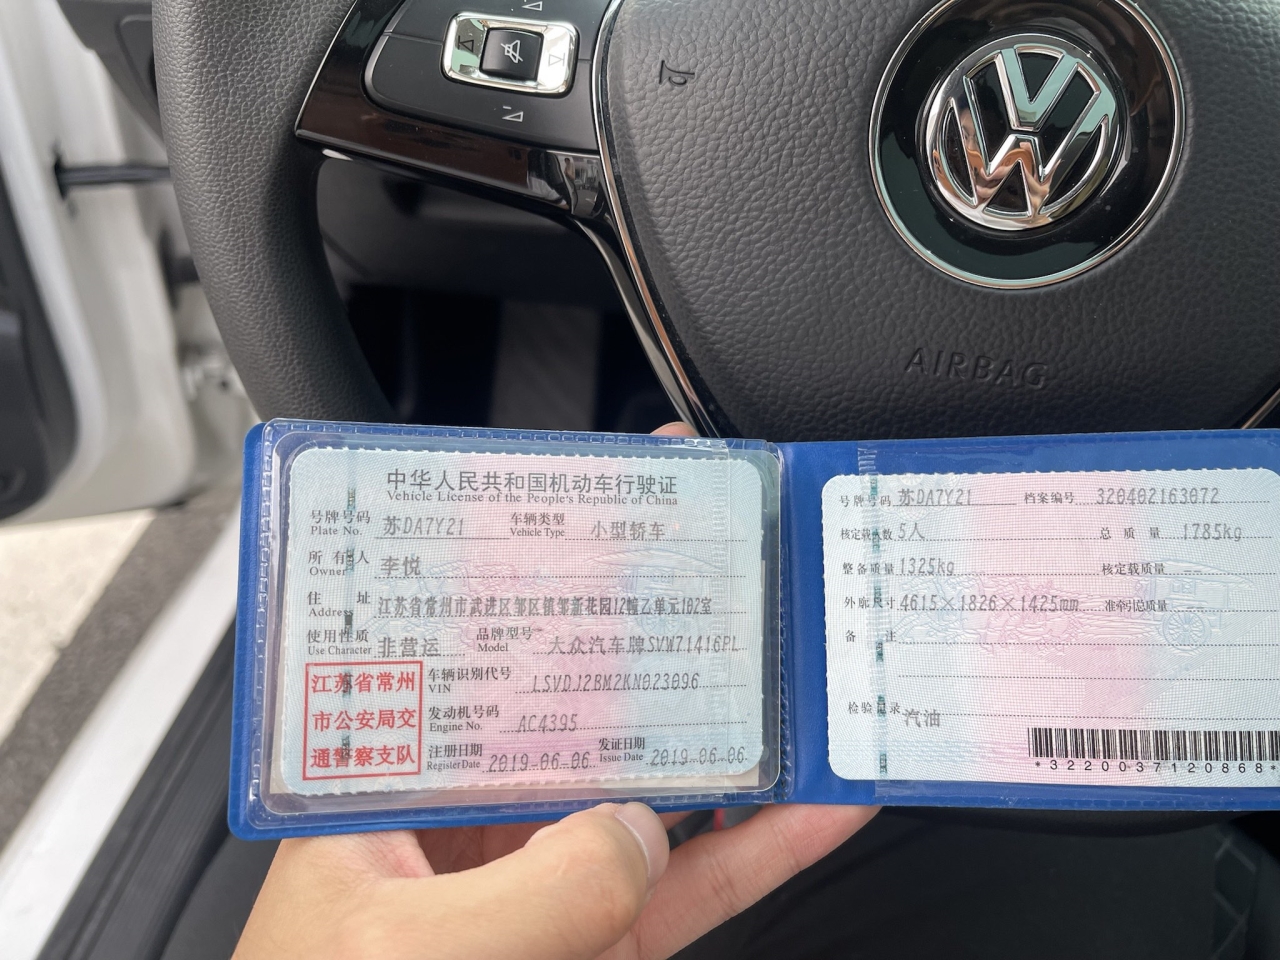 AIRBAG
中华人民共和国机动车行驶证
Vehicle License of the People's Republic of China
号牌号码 Plate No. 苏DA7Y21 车辆类型 Vehicle Type 小型轿车
所有人 Owner 李悦
住址 Address 江苏省常州市武进区邹区镇邹新花园12幢乙单元102室
使用性质 Use Character 非营运 品牌型号 Model 大众汽车牌SVW71416PL
江苏省常州
市公安局交
通警察支队
车辆识别代号 VIN LSVDJ2BM2KN023096
发动机号码 Engine No. AC4395
注册日期 Register Date 2019-06-06 发证日期 Issue Date 2019-06-06
号牌号码 苏DA7Y21 档案编号 320402163072
核定载人数 5人 总质量 1785kg
整备质量 1325kg 核定载质量 --
外廓尺寸 4615×1826×1425mm 准牵引总质量 --
备注
检验记录 汽油
*3220037120868*